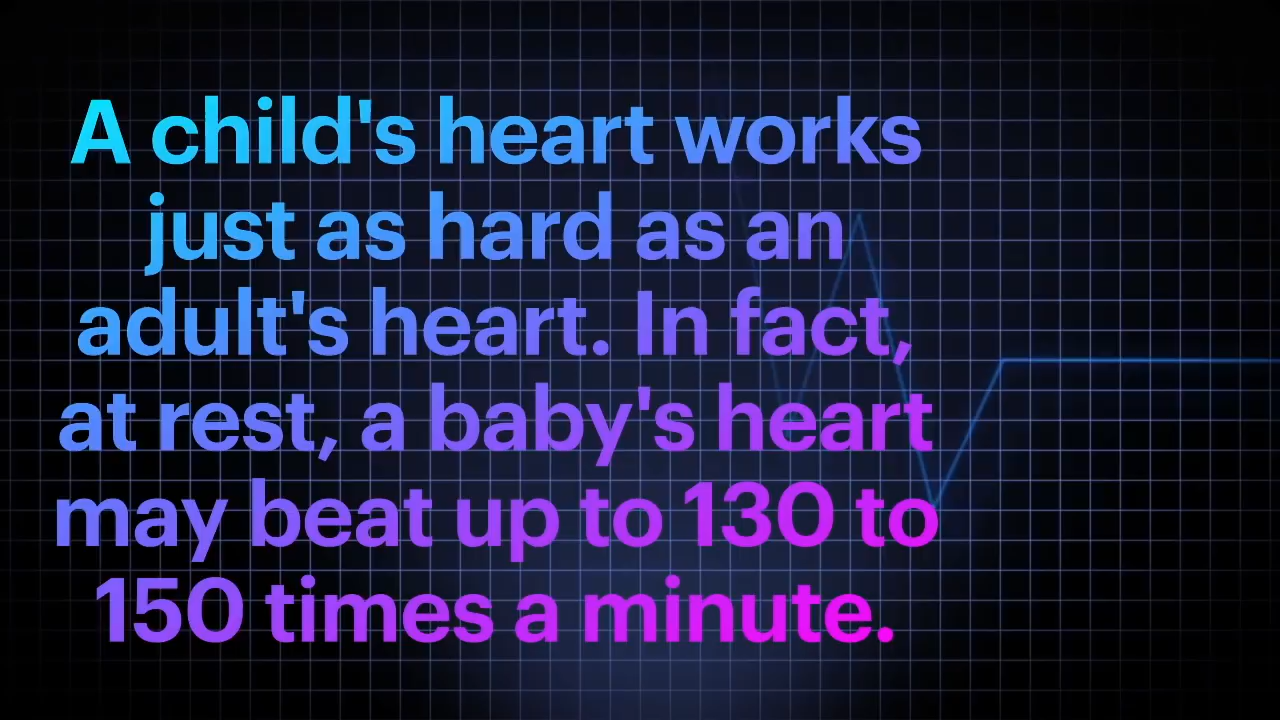 A child's heart works
just as hard as an
adult's heart. In fact,
at rest, a baby's heart
may beat up to 130 to
150 times a minute.